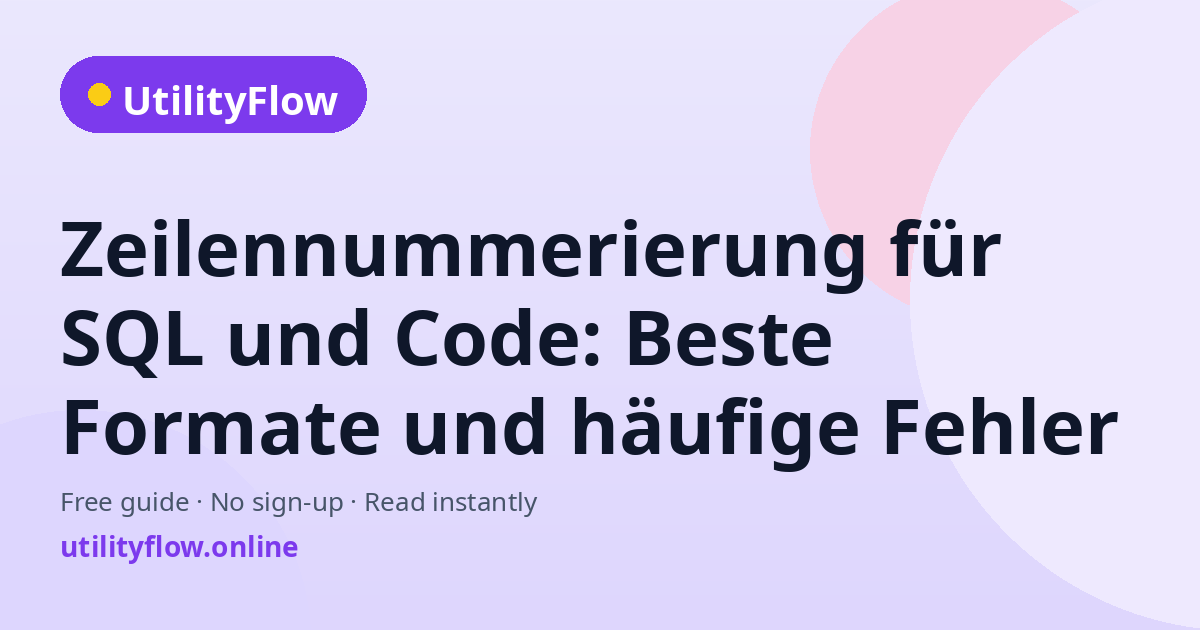 UtilityFlow
Zeilennummerierung für
SQL und Code: Beste
Formate und häufige Fehler
Free guide · No sign-up · Read instantly
utilityflow.online